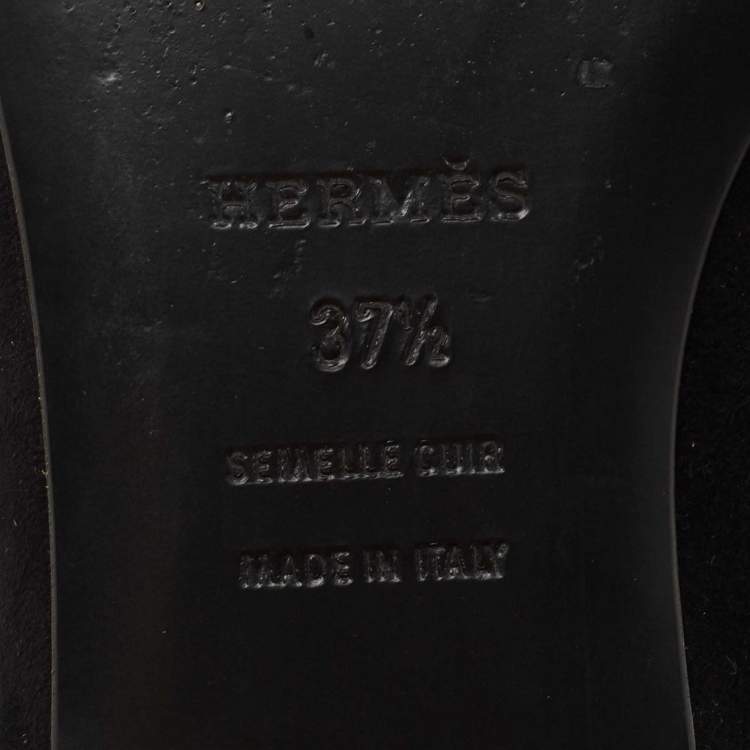 HERMÈS
37½
SEMELLE CUIR
MADE IN ITALY